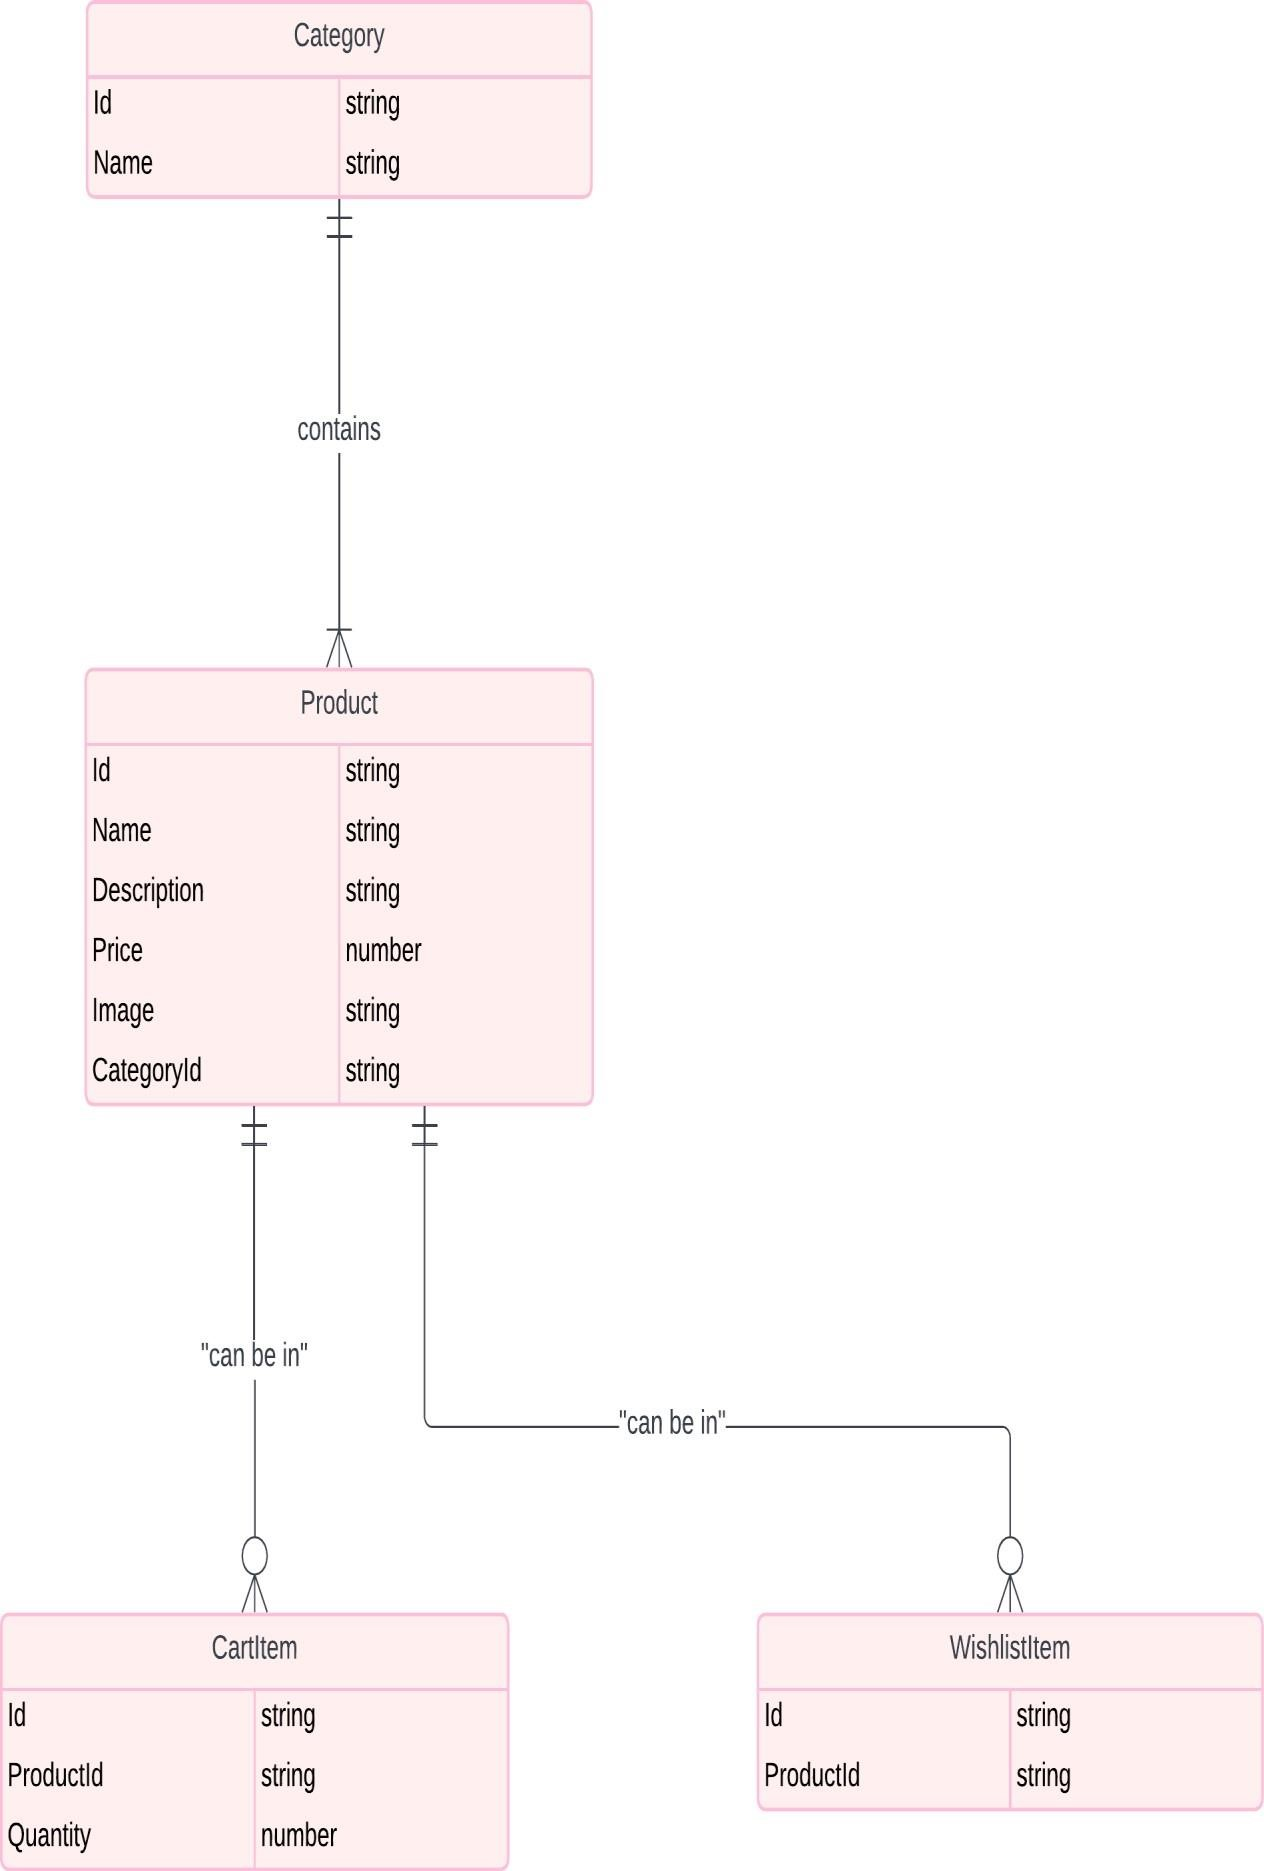 Category
Id string
Name string
contains
Product
Id string
Name string
Description string
Price number
Image string
CategoryId string
"can be in"
"can be in"
CartItem
Id string
ProductId string
Quantity number
WishlistItem
Id string
ProductId string